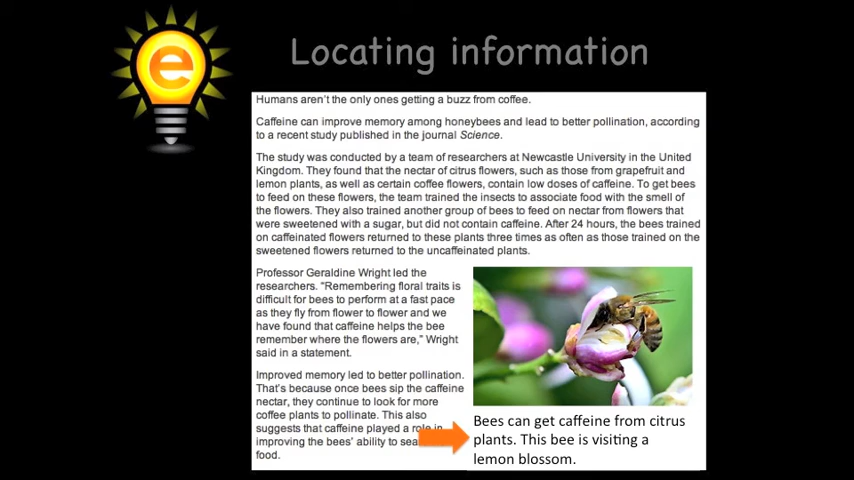 e
Locating information
Humans aren't the only ones getting a buzz from coffee.
Caffeine can improve memory among honeybees and lead to better pollination, according
to a recent study published in the journal Science.
The study was conducted by a team of researchers at Newcastle University in the United
Kingdom. They found that the nectar of citrus flowers, such as those from grapefruit and
lemon plants, as well as certain coffee flowers, contain low doses of caffeine. To get bees
to feed on these flowers, the team trained the insects to associate food with the smell of
the flowers. They also trained another group of bees to feed on nectar from flowers that
were sweetened with a sugar, but did not contain caffeine. After 24 hours, the bees trained
on caffeinated flowers returned to these plants three times as often as those trained on the
sweetened flowers returned to the uncaffeinated plants.
Professor Geraldine Wright led the
researchers. "Remembering floral traits is
difficult for bees to perform at a fast pace
as they fly from flower to flower and we
have found that caffeine helps the bee
remember where the flowers are," Wright
said in a statement.
Improved memory led to better pollination.
That's because once bees sip the caffeine
nectar, they continue to look for more
coffee plants to pollinate. This also
suggests that caffeine played a role in
improving the bees' ability to
food.
Bees can get caffeine from citrus
plants. This bee is visiting a
lemon blossom.